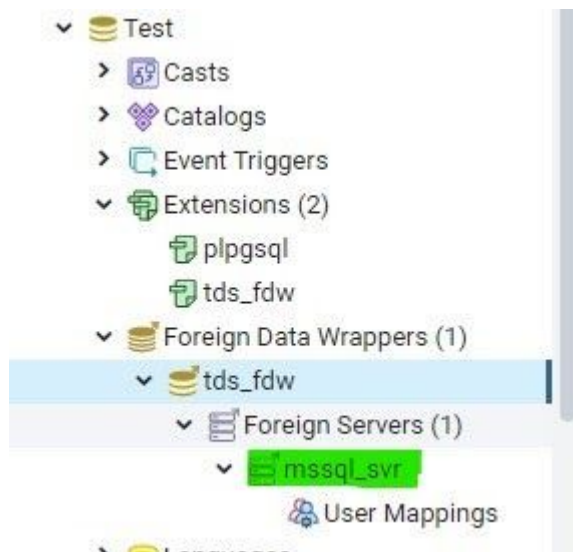 Test
Casts
Catalogs
Event Triggers
Extensions (2)
plpgsql
tds_fdw
Foreign Data Wrappers (1)
tds_fdw
Foreign Servers (1)
mssql_svr
User Mappings
Languages